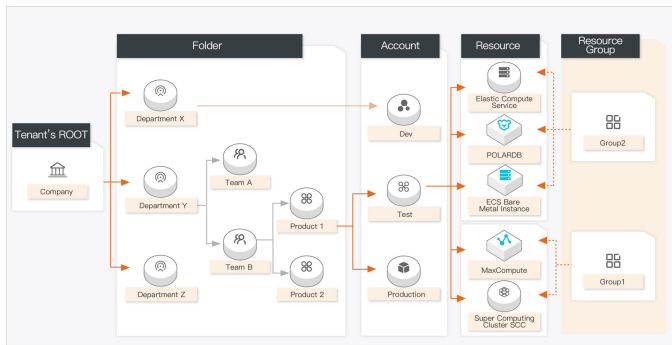 Folder
Account
Resource
Resource
Group
Tenant's ROOT
Company
Department X
Department Y
Department Z
Team A
Team B
Product 1
Product 2
Dev
Test
Production
Elastic Compute
Service
POLARDB
ECS Bare
Metal Instance
MaxCompute
Super Computing
Cluster SCC
Group2
Group1